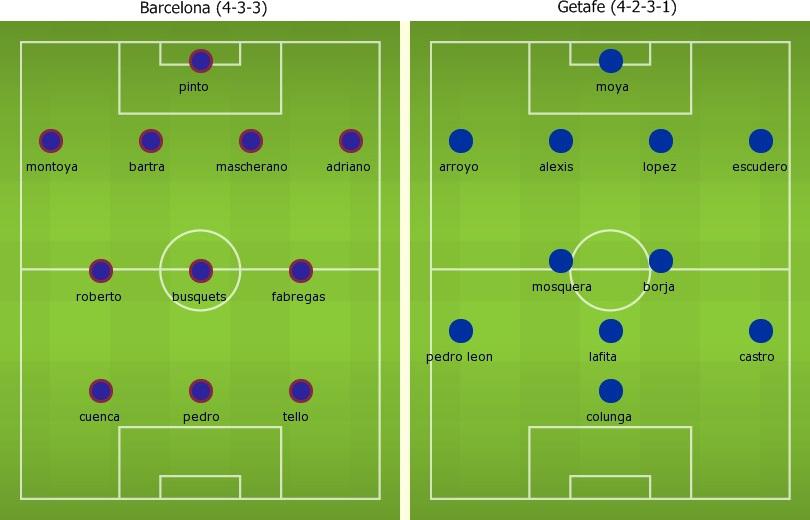 Barcelona (4-3-3)
pinto
montoya bartra mascherano adriano
roberto busquets fabregas
cuenca pedro tello
Getafe (4-2-3-1)
moya
arroyo alexis lopez escudero
mosquera borja
pedro leon lafita castro
colunga